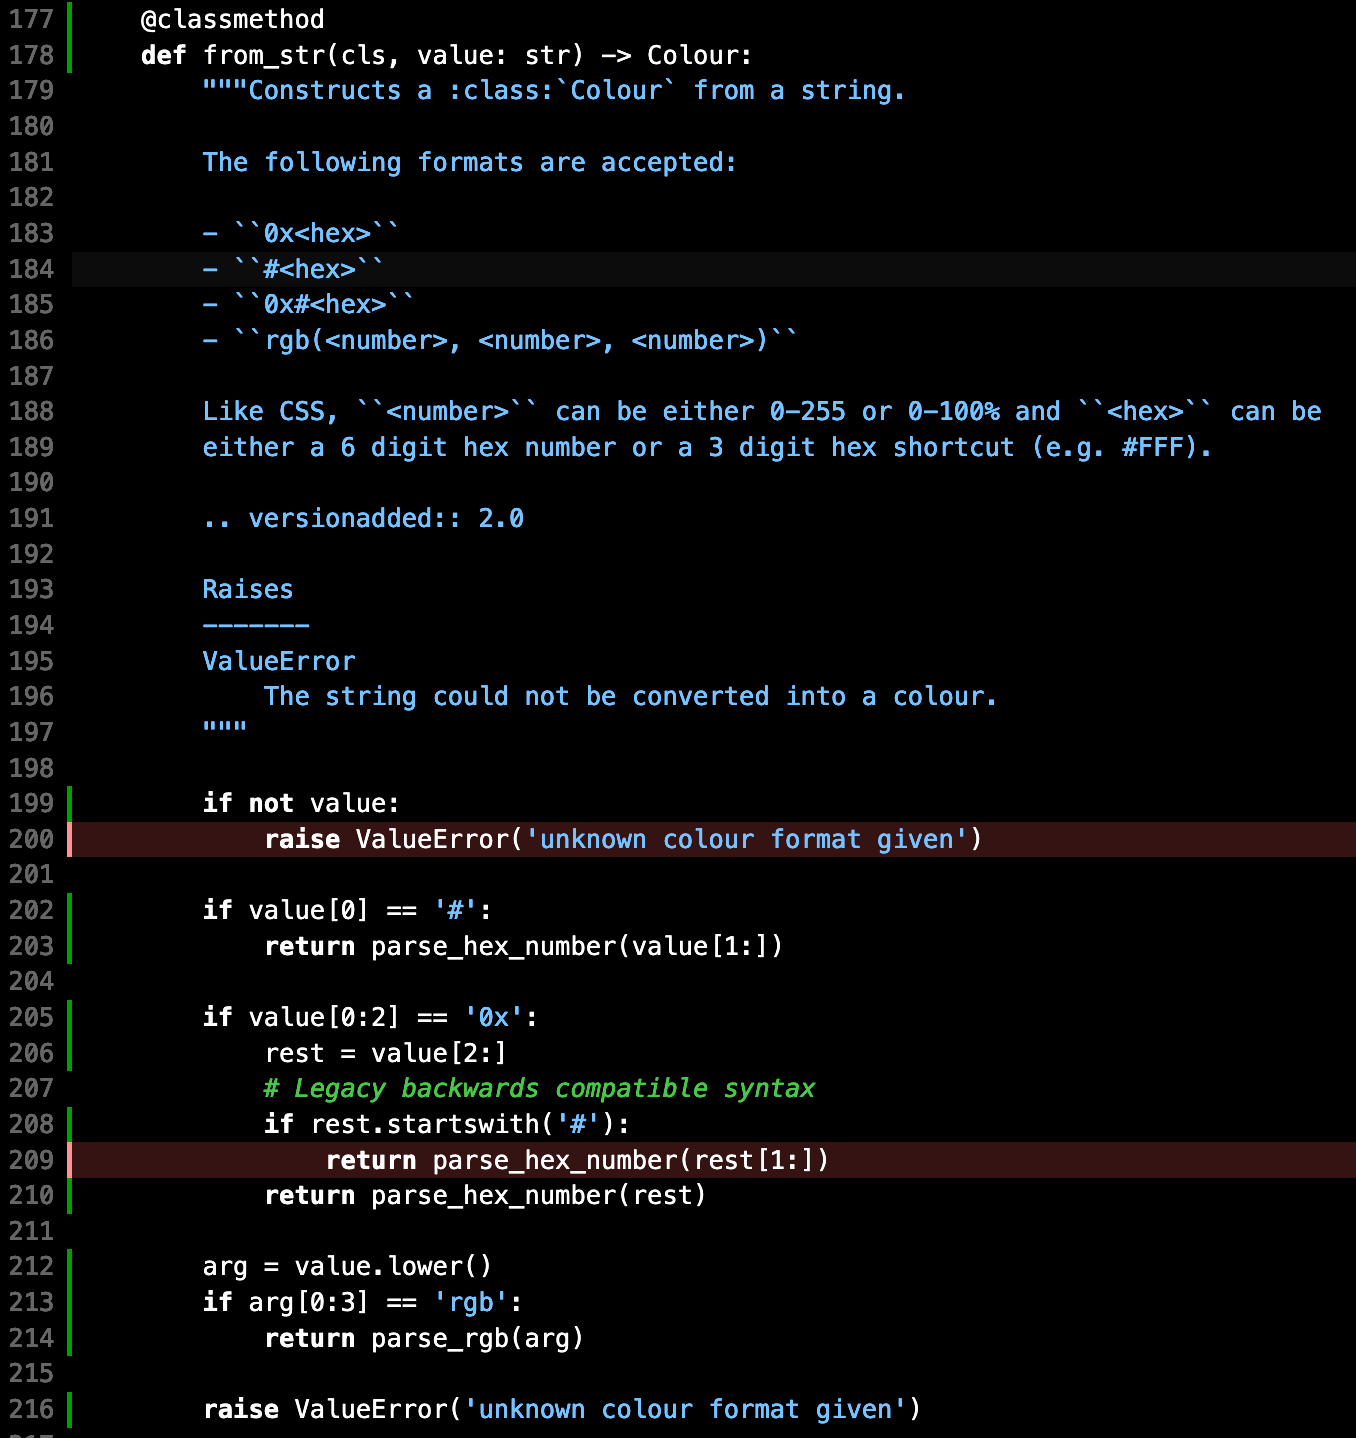 177 @classmethod
178 def from_str(cls, value: str) -> Colour:
179 """Constructs a :class:`Colour` from a string.
180
181 The following formats are accepted:
182
183 - ``0x<hex>``
184 - ``#<hex>``
185 - ``0x#<hex>``
186 - ``rgb(<number>, <number>, <number>)``
187
188 Like CSS, ``<number>`` can be either 0-255 or 0-100% and ``<hex>`` can be
189 either a 6 digit hex number or a 3 digit hex shortcut (e.g. #FFF).
190
191 .. versionadded:: 2.0
192
193 Raises
194 -------
195 ValueError
196 The string could not be converted into a colour.
197 """
198
199 if not value:
200 raise ValueError('unknown colour format given')
201
202 if value[0] == '#':
203 return parse_hex_number(value[1:])
204
205 if value[0:2] == '0x':
206 rest = value[2:]
207 # Legacy backwards compatible syntax
208 if rest.startswith('#'):
209 return parse_hex_number(rest[1:])
210 return parse_hex_number(rest)
211
212 arg = value.lower()
213 if arg[0:3] == 'rgb':
214 return parse_rgb(arg)
215
216 raise ValueError('unknown colour format given')